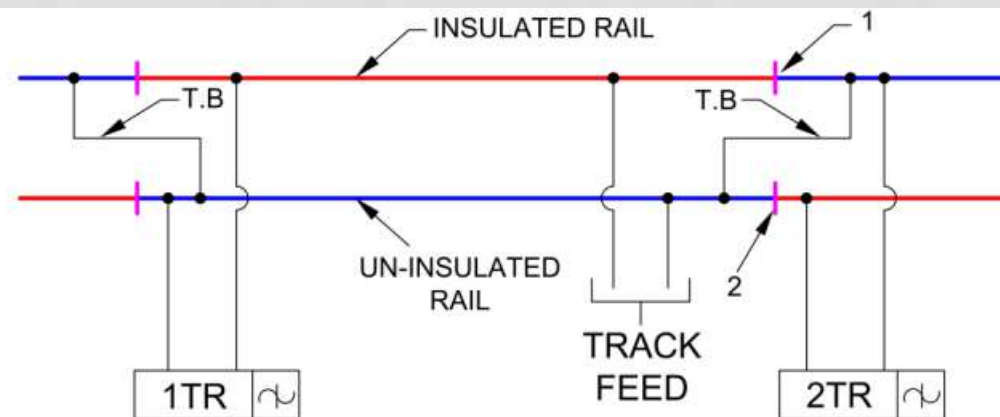 INSULATED RAIL
1
T.B
T.B
UN-INSULATED
RAIL
2
TRACK
FEED
1TR
2TR